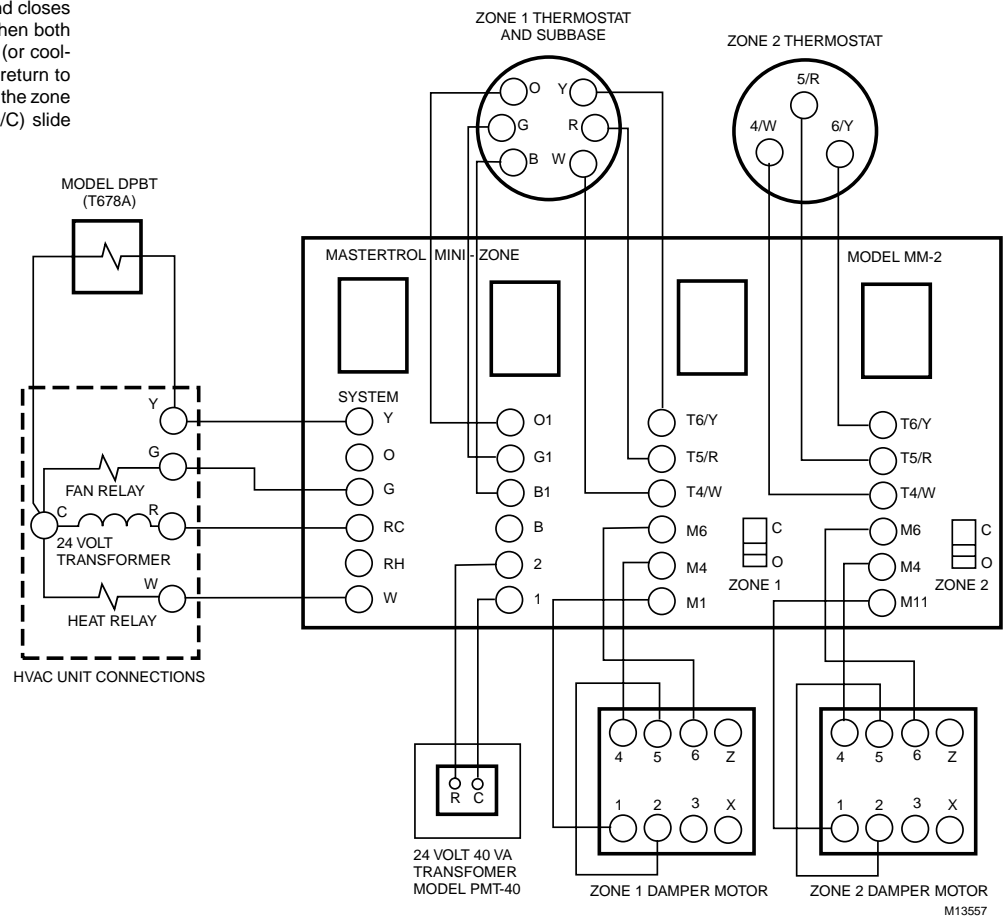 nd closes
hen both
(or cool-
return to
the zone
/C) slide
ZONE 1 THERMOSTAT
AND SUBBASE
ZONE 2 THERMOSTAT
O
Y
G
R
B
W
5/R
4/W
6/Y
MODEL DPBT
(T678A)
MASTERTROL MINI - ZONE
MODEL MM-2
SYSTEM
Y
O
G
RC
RH
W
O1
G1
B1
B
2
1
T6/Y
T5/R
T4/W
M6
M4
M1
C
O
ZONE 1
T6/Y
T5/R
T4/W
M6
M4
M11
C
O
ZONE 2
Y
G
FAN RELAY
C
R
24 VOLT
TRANSFORMER
W
HEAT RELAY
HVAC UNIT CONNECTIONS
R C
24 VOLT 40 VA
TRANSFOMER
MODEL PMT-40
4 5 6 Z
1 2 3 X
ZONE 1 DAMPER MOTOR
4 5 6 Z
1 2 3 X
ZONE 2 DAMPER MOTOR
M13557